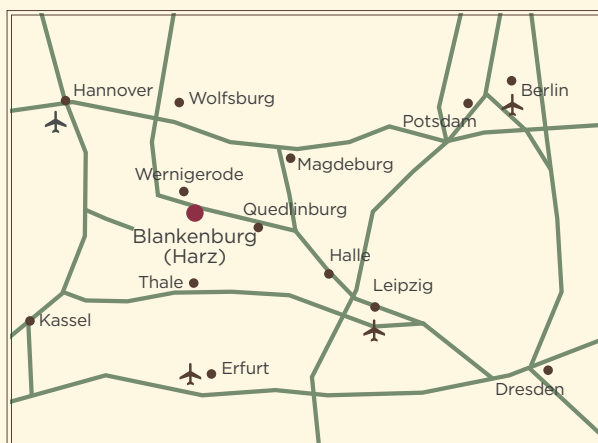 Hannover
Wolfsburg
Berlin
Potsdam
Magdeburg
Wernigerode
Quedlinburg
Blankenburg
(Harz)
Halle
Thale
Leipzig
Kassel
Erfurt
Dresden